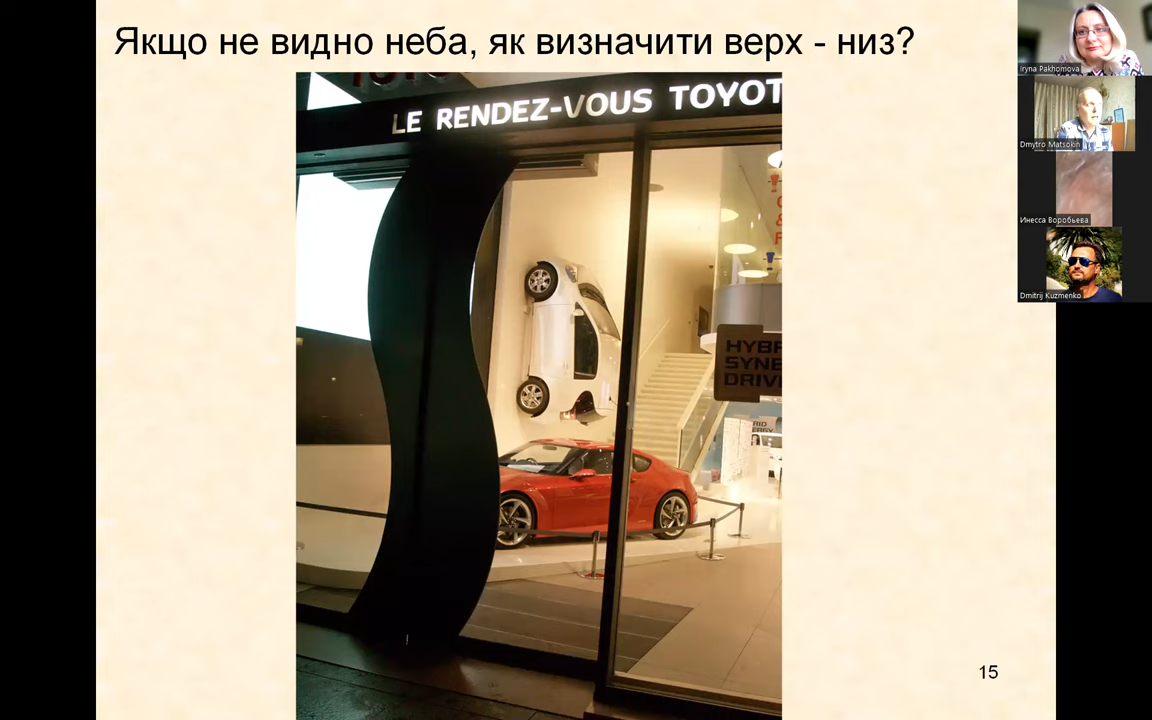 Якщо не видно неба, як визначити верх - низ?
LE RENDEZ-VOUS TOYOT
HYBR
SYNE
DRIV
15
Iryna Pakhomova
Dmytro Matsokin
Инесса Воробьева
Dmitrij Kuzmenko